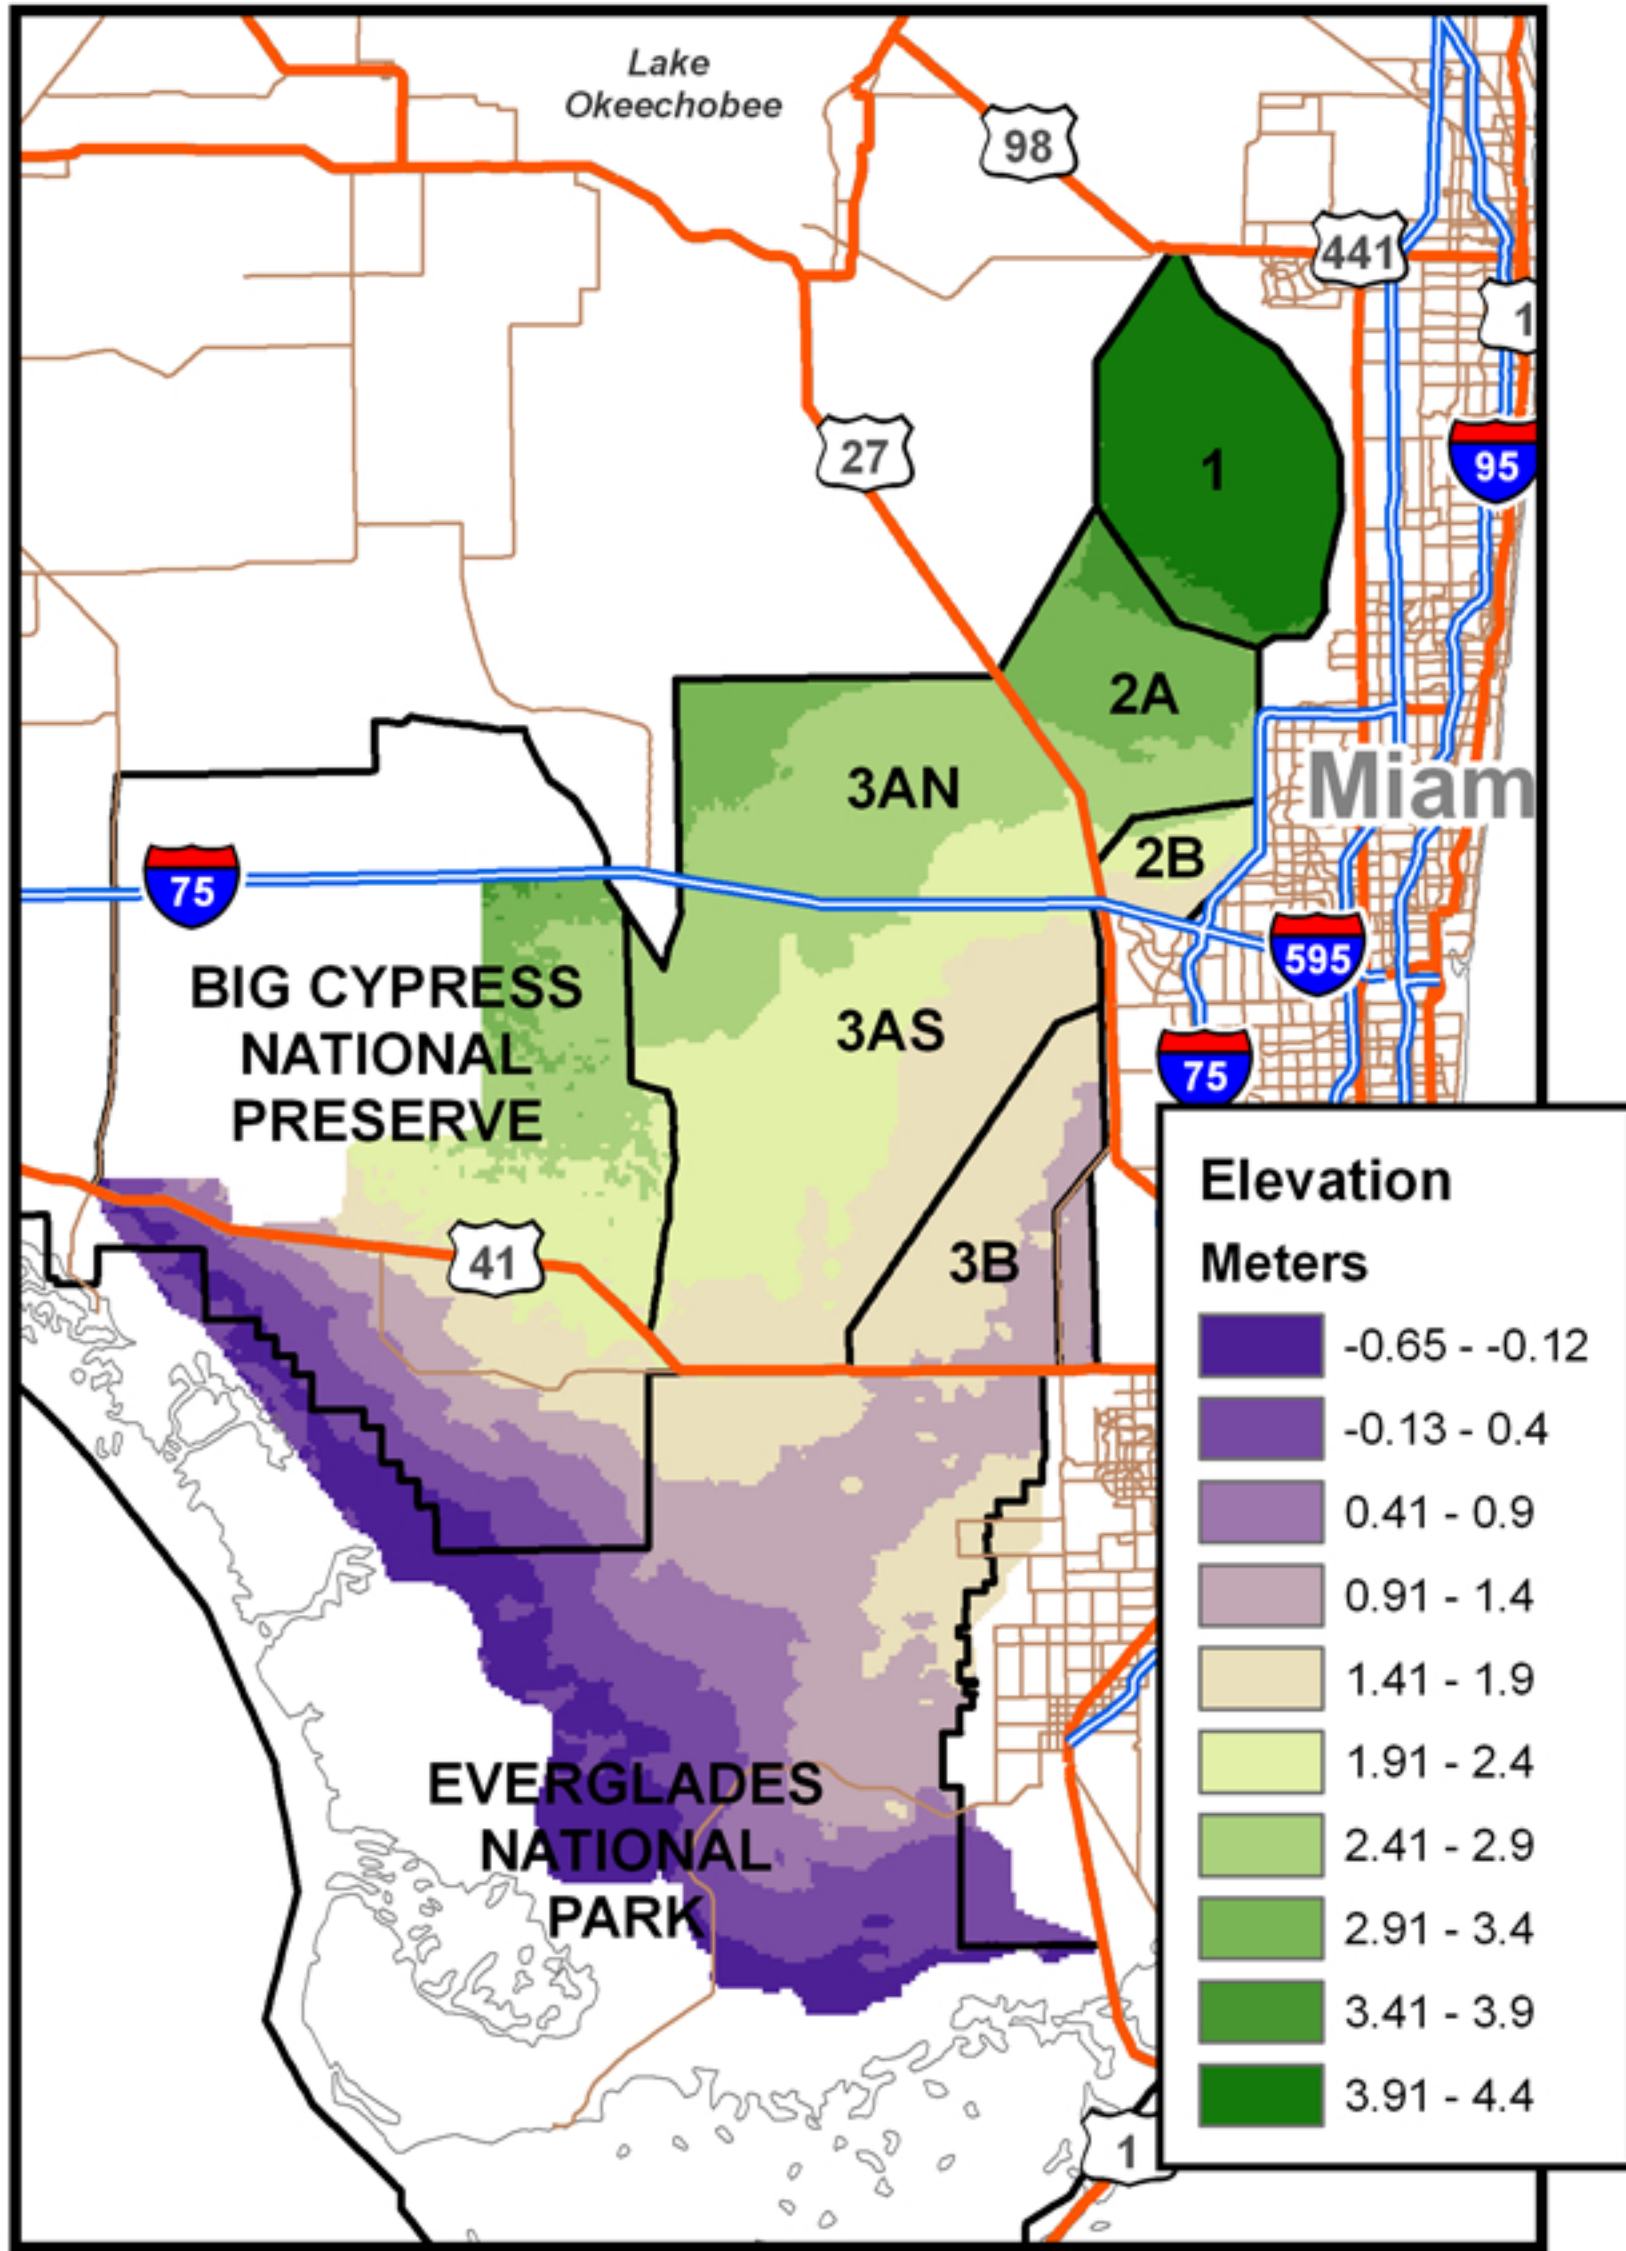 Lake
Okeechobee
98
441
1
27
1
95
2A
Miam
3AN
2B
75
595
BIG CYPRESS
NATIONAL
PRESERVE
3AS
75
41
3B
Elevation
Meters
-0.65 - -0.12
-0.13 - 0.4
0.41 - 0.9
0.91 - 1.4
1.41 - 1.9
1.91 - 2.4
2.41 - 2.9
2.91 - 3.4
3.41 - 3.9
3.91 - 4.4
EVERGLADES
NATIONAL
PARK
1